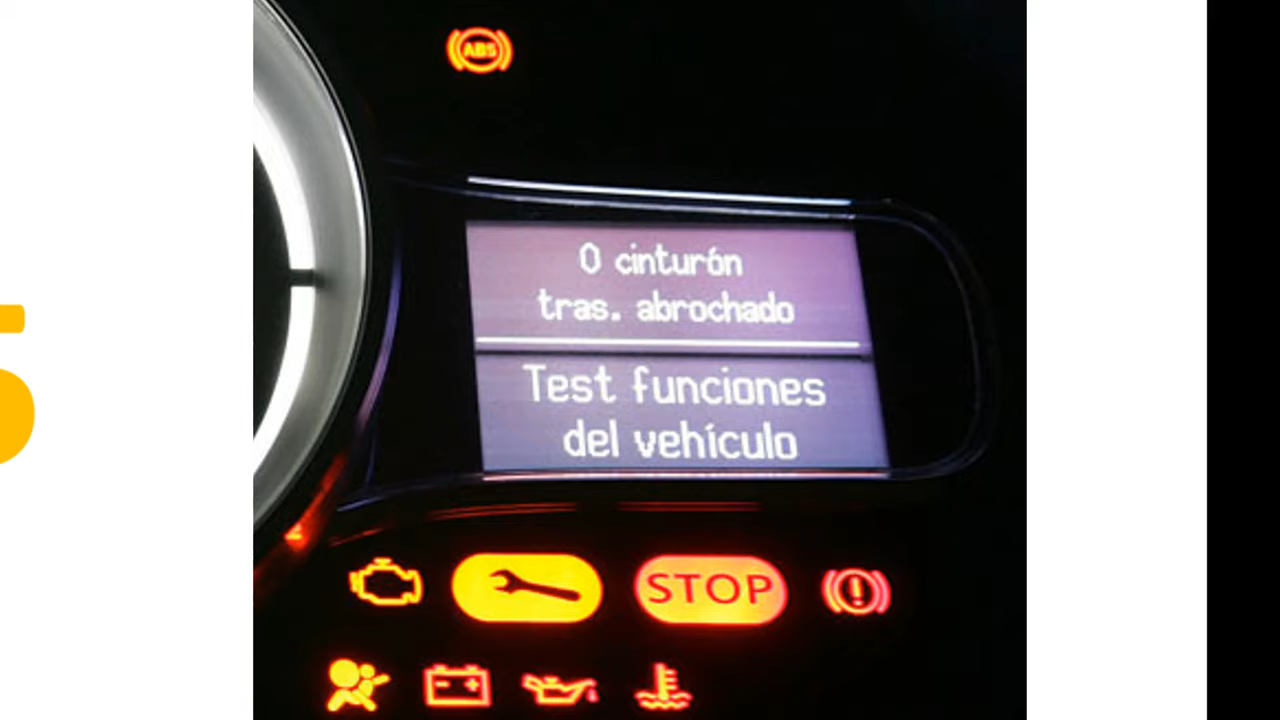 ABS
0 cinturón
tras. abrochado
Test funciones
del vehículo
STOP